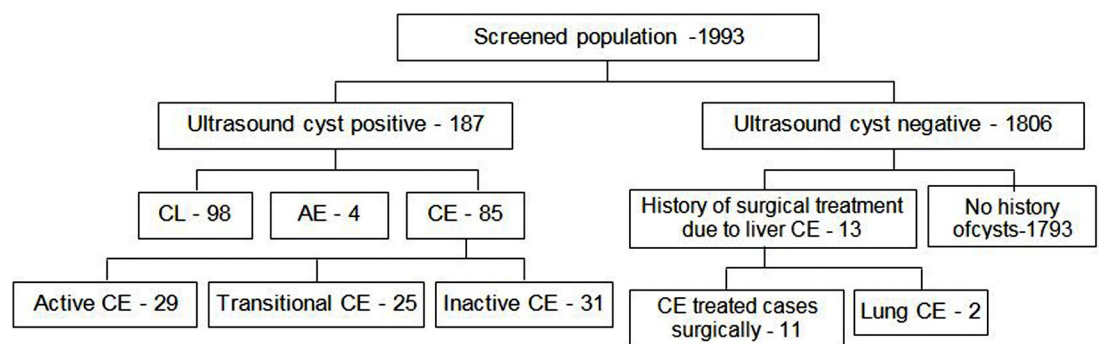 Screened population -1993
Ultrasound cyst positive - 187
Ultrasound cyst negative - 1806
CL - 98
AE - 4
CE - 85
History of surgical treatment
due to liver CE - 13
No history
ofcysts-1793
Active CE - 29
Transitional CE - 25
Inactive CE - 31
CE treated cases
surgically - 11
Lung CE - 2